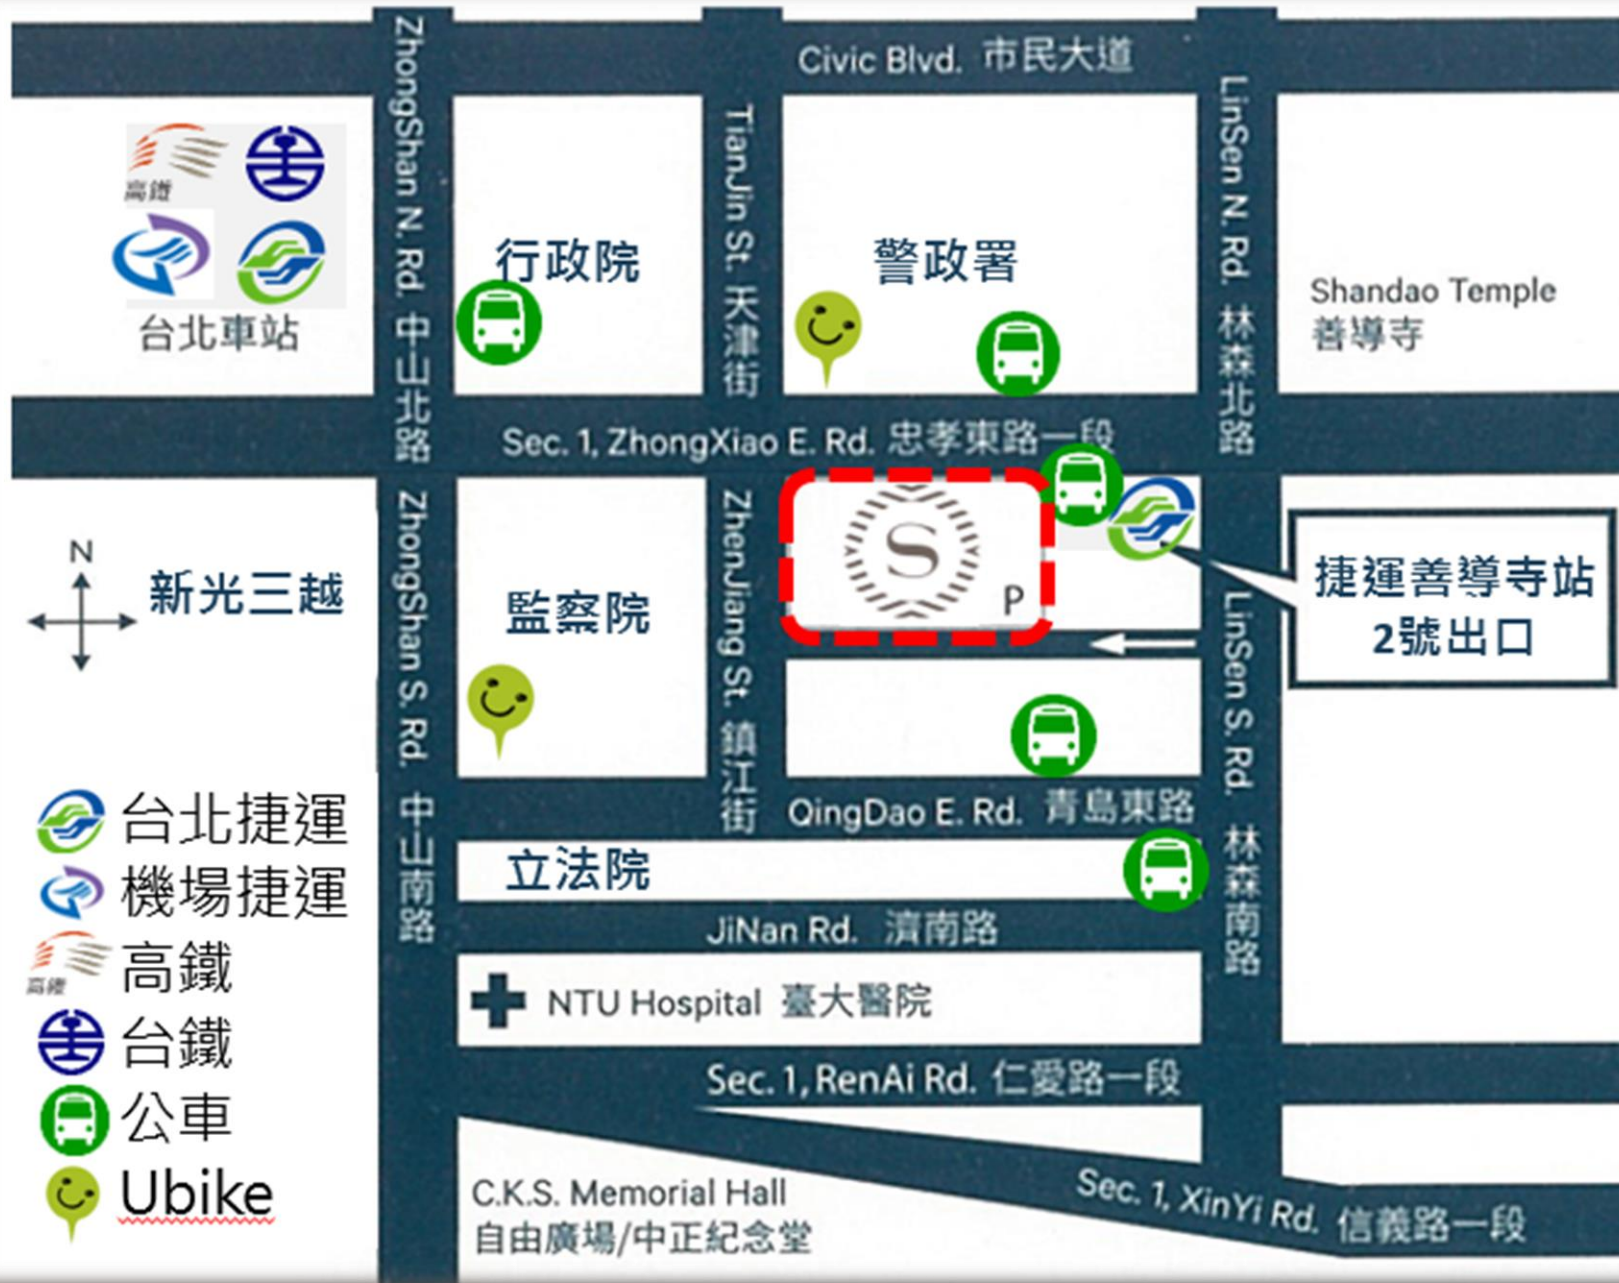 Civic Blvd. 市民大道
ZhongShan N. Rd. 中山北路
TianJin St. 天津街
LinSen N. Rd. 林森北路
高鐵
台北車站
行政院
警政署
Shandao Temple
善導寺
Sec. 1, ZhongXiao E. Rd. 忠孝東路一段
N
新光三越
ZhongShan S. Rd. 中山南路
監察院
ZhenJiang St. 鎮江街
S
P
LinSen S. Rd. 林森南路
捷運善導寺站
2號出口
QingDao E. Rd. 青島東路
立法院
JiNan Rd. 濟南路
NTU Hospital 臺大醫院
Sec. 1, RenAi Rd. 仁愛路一段
Sec. 1, XinYi Rd. 信義路一段
C.K.S. Memorial Hall
自由廣場/中正紀念堂
台北捷運
機場捷運
高鐵 高鐵
台鐵
公車
Ubike